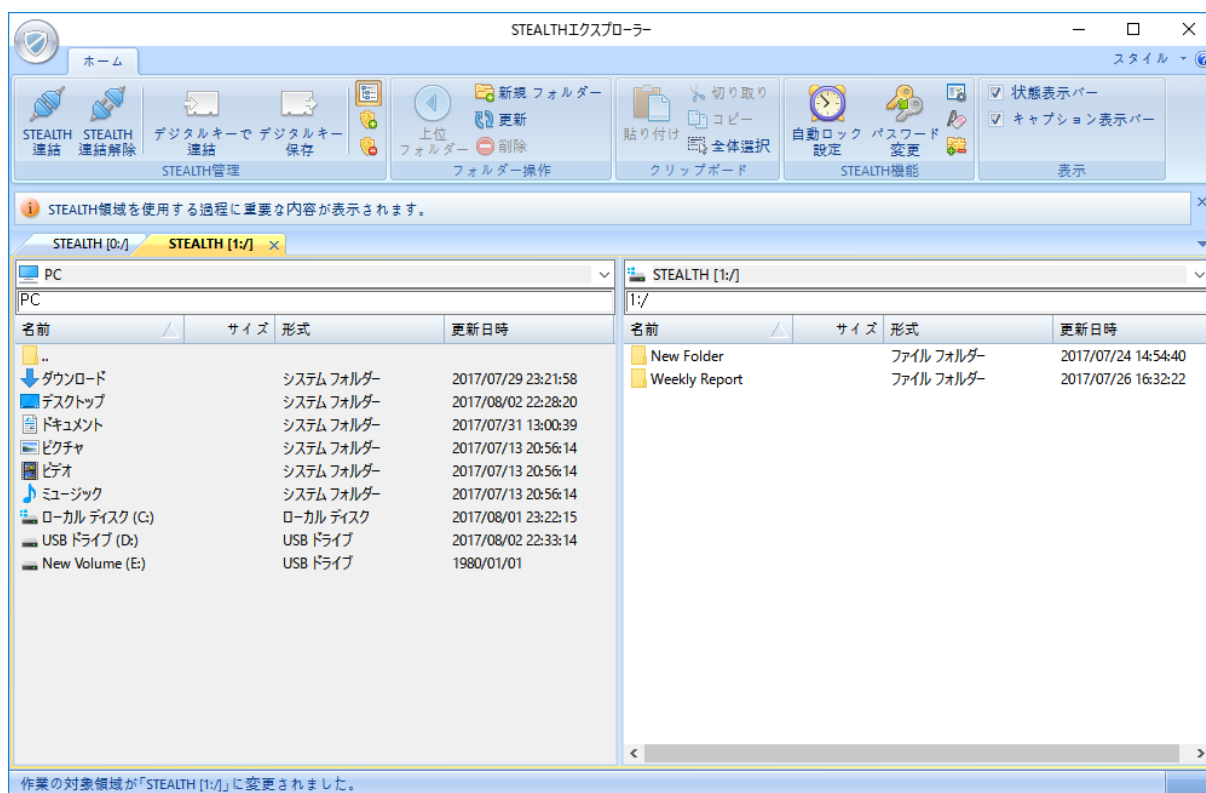 STEALTHエクスプローラー
ホーム
スタイル
STEALTH 連結
STEALTH 連結解除
デジタルキーで 連結
デジタルキー 保存
STEALTH管理
上位 フォルダー
新規 フォルダー
更新
削除
フォルダー操作
貼り付け
切り取り
コピー
全体選択
クリップボード
自動ロック 設定
パスワード 変更
STEALTH機能
状態表示バー
キャプション表示バー
表示
STEALTH領域を使用する過程に重要な内容が表示されます。
STEALTH [0:/] STEALTH [1:/]
PC
PC
名前 サイズ 形式 更新日時
..
ダウンロード システム フォルダー 2017/07/29 23:21:58
デスクトップ システム フォルダー 2017/08/02 22:28:20
ドキュメント システム フォルダー 2017/07/31 13:00:39
ピクチャ システム フォルダー 2017/07/13 20:56:14
ビデオ システム フォルダー 2017/07/13 20:56:14
ミュージック システム フォルダー 2017/07/13 20:56:14
ローカル ディスク (C:) ローカル ディスク 2017/08/01 23:22:15
USB ドライブ (D:) USB ドライブ 2017/08/02 22:33:14
New Volume (E:) USB ドライブ 1980/01/01
STEALTH [1:/]
1:/
名前 サイズ 形式 更新日時
New Folder ファイル フォルダー 2017/07/24 14:54:40
Weekly Report ファイル フォルダー 2017/07/26 16:32:22
作業の対象領域が「STEALTH [1:/]」に変更されました。